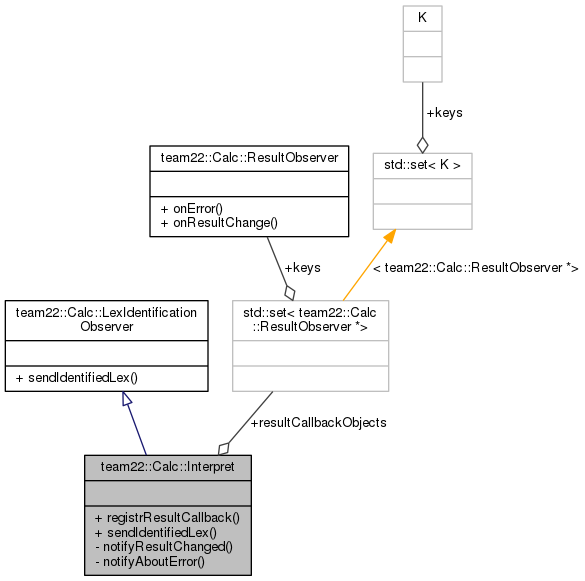 K
+keys
team22::Calc::ResultObserver
+ onError()
+ onResultChange()
std::set< K >
+keys
< team22::Calc::ResultObserver *>
team22::Calc::LexIdentification
Observer
+ sendIdentifiedLex()
std::set< team22::Calc
::ResultObserver *>
+resultCallbackObjects
team22::Calc::Interpret
+ registrResultCallback()
+ sendIdentifiedLex()
- notifyResultChanged()
- notifyAboutError()